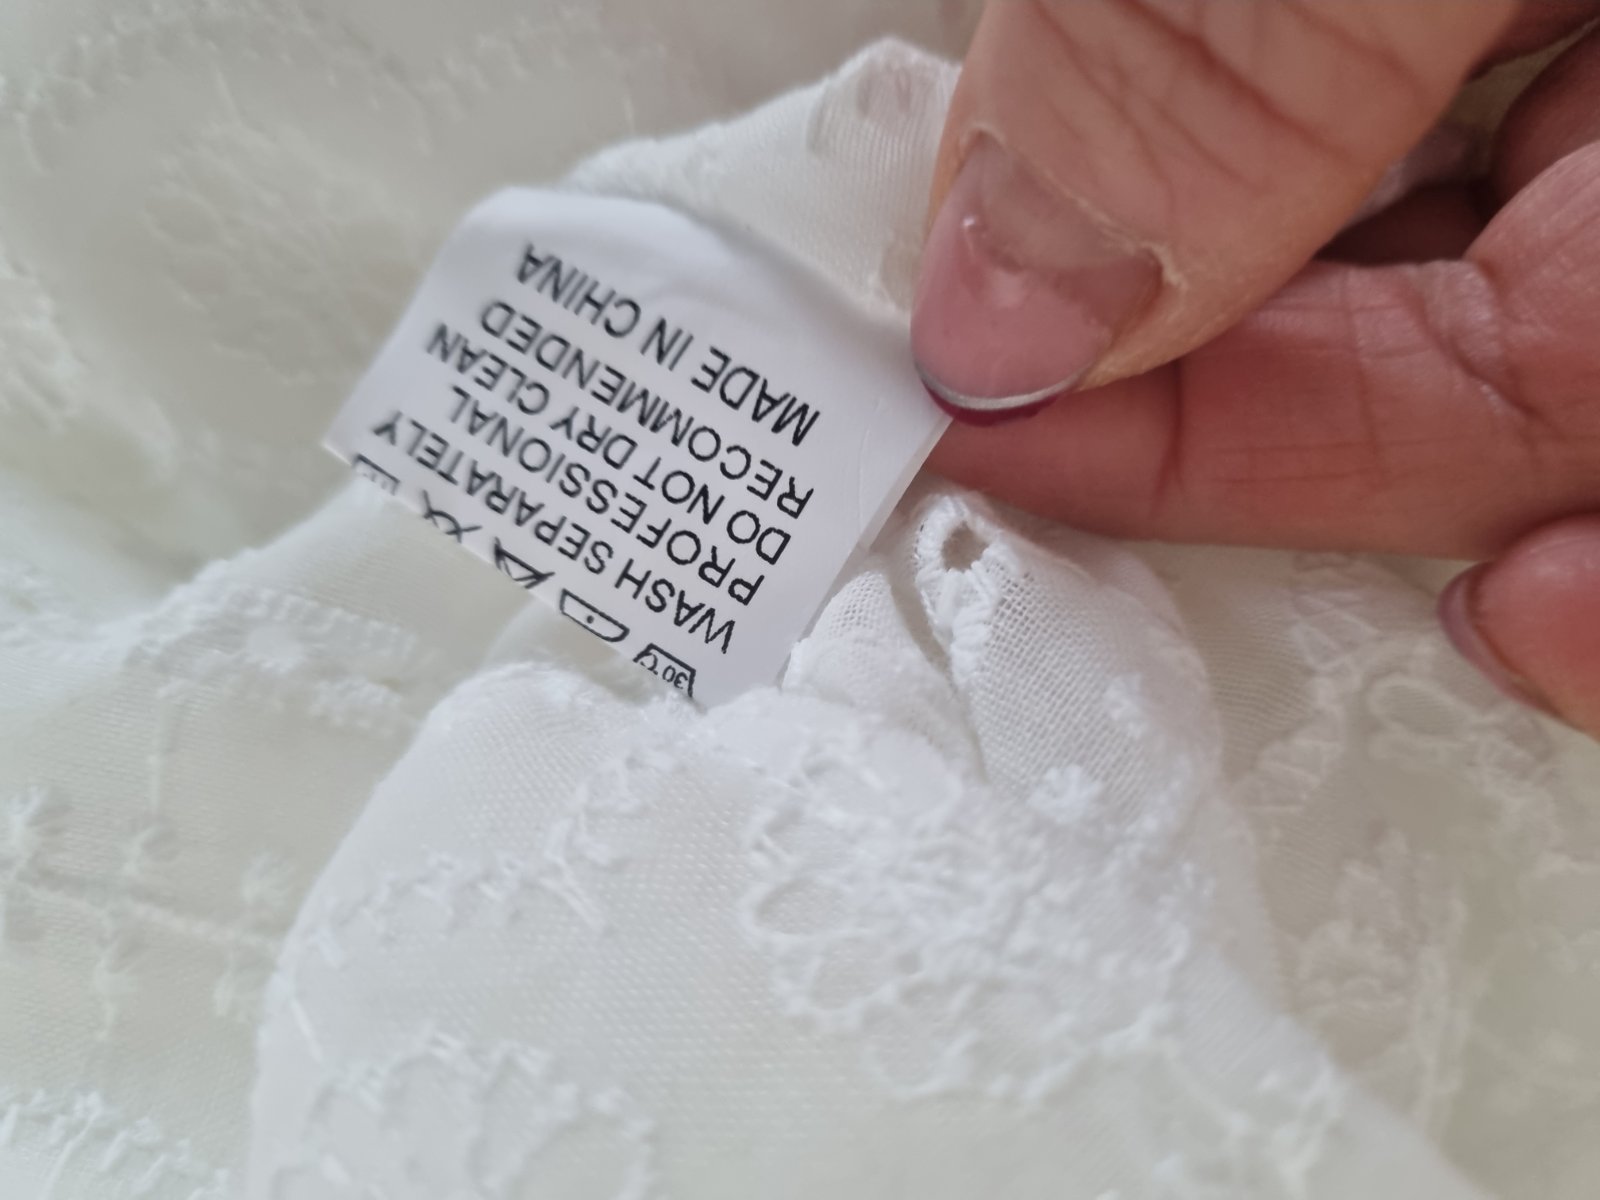 30°C
WASH SEPARATELY
PROFESSIONAL
DO NOT DRY CLEAN
RECOMMENDED
MADE IN CHINA